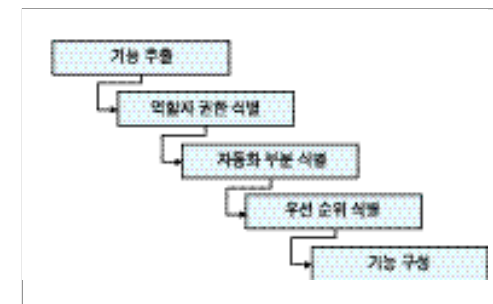 기능 추출
역할자 권한 식별
자동화 부분 식별
우선 순위 식별
기능 구성